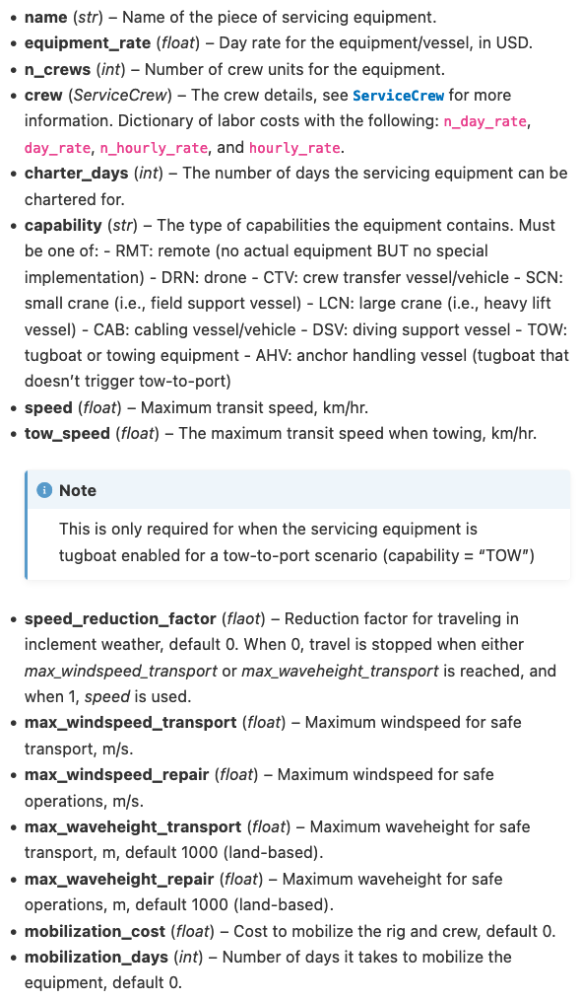 • name (str) – Name of the piece of servicing equipment.
• equipment_rate (float) – Day rate for the equipment/vessel, in USD.
• n_crews (int) – Number of crew units for the equipment.
• crew (ServiceCrew) – The crew details, see ServiceCrew for more
information. Dictionary of labor costs with the following: n_day_rate,
day_rate, n_hourly_rate, and hourly_rate.
• charter_days (int) – The number of days the servicing equipment can be
chartered for.
• capability (str) – The type of capabilities the equipment contains. Must
be one of: - RMT: remote (no actual equipment BUT no special
implementation) - DRN: drone - CTV: crew transfer vessel/vehicle - SCN:
small crane (i.e., field support vessel) - LCN: large crane (i.e., heavy lift
vessel) - CAB: cabling vessel/vehicle - DSV: diving support vessel - TOW:
tugboat or towing equipment - AHV: anchor handling vessel (tugboat that
doesn’t trigger tow-to-port)
• speed (float) – Maximum transit speed, km/hr.
• tow_speed (float) – The maximum transit speed when towing, km/hr.
Note
This is only required for when the servicing equipment is
tugboat enabled for a tow-to-port scenario (capability = “TOW”)
• speed_reduction_factor (flaot) – Reduction factor for traveling in
inclement weather, default 0. When 0, travel is stopped when either
max_windspeed_transport or max_waveheight_transport is reached, and
when 1, speed is used.
• max_windspeed_transport (float) – Maximum windspeed for safe
transport, m/s.
• max_windspeed_repair (float) – Maximum windspeed for safe
operations, m/s.
• max_waveheight_transport (float) – Maximum waveheight for safe
transport, m, default 1000 (land-based).
• max_waveheight_repair (float) – Maximum waveheight for safe
operations, m, default 1000 (land-based).
• mobilization_cost (float) – Cost to mobilize the rig and crew, default 0.
• mobilization_days (int) – Number of days it takes to mobilize the
equipment, default 0.